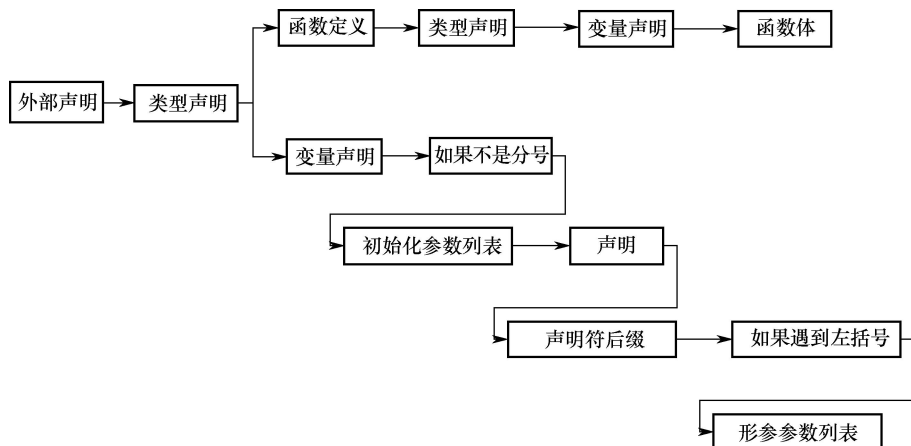 函数定义
类型声明
变量声明
函数体
外部声明
类型声明
变量声明
如果不是分号
初始化参数列表
声明
声明符后缀
如果遇到左括号
形参参数列表